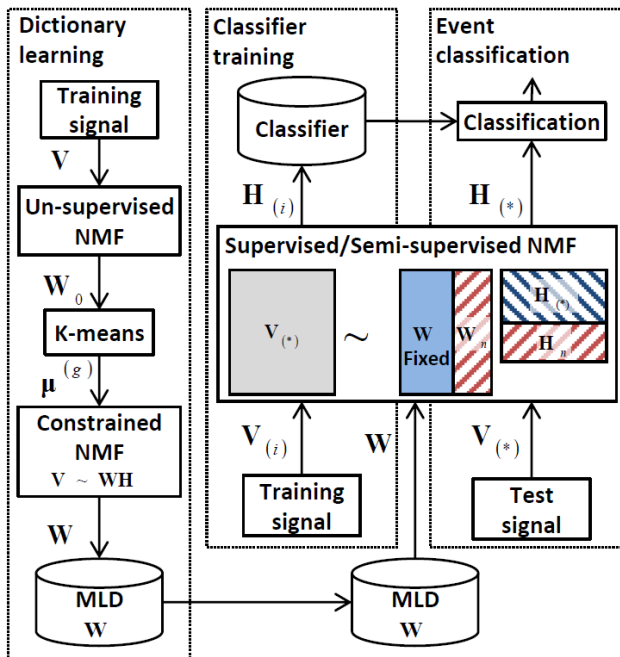 Dictionary
learning
Training
signal
V
Un-supervised
NMF
W₀
K-means
μ⁽ᵍ⁾
Constrained
NMF
V ~ WH
W
MLD
W
Classifier
training
Classifier
H₍ᵢ₎
Event
classification
Classification
H₍*₎
Supervised/Semi-supervised NMF
V₍*₎
~
W
Fixed
Wₙ
H₍*₎
Hₙ
V₍ᵢ₎
Training
signal
W
V₍*₎
Test
signal
MLD
W